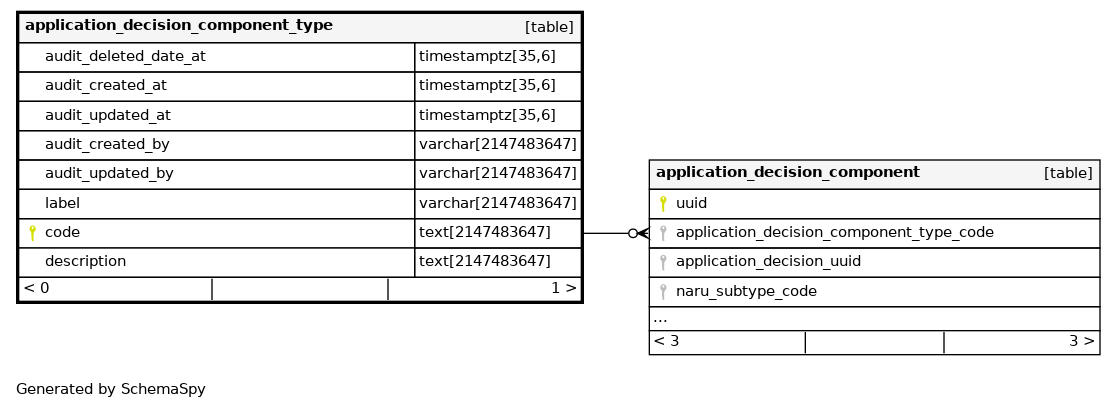 application_decision_component_type [table]
audit_deleted_date_at timestamptz[35,6]
audit_created_at timestamptz[35,6]
audit_updated_at timestamptz[35,6]
audit_created_by varchar[2147483647]
audit_updated_by varchar[2147483647]
label varchar[2147483647]
code text[2147483647]
description text[2147483647]
< 0 1 >
application_decision_component [table]
uuid
application_decision_component_type_code
application_decision_uuid
naru_subtype_code
...
< 3 3 >
Generated by SchemaSpy